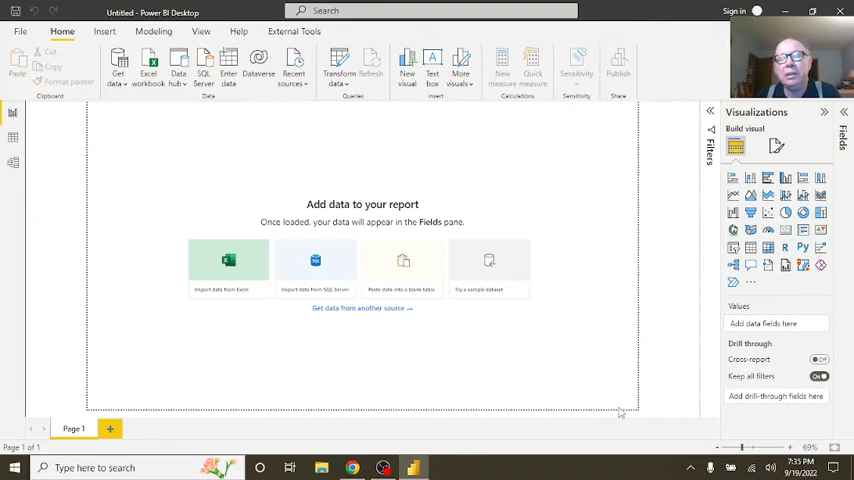 Untitled - Power BI Desktop
Search
Sign in
File
Home
Insert
Modeling
View
Help
External Tools
Paste
Cut
Copy
Format painter
Clipboard
Get
data
Excel
workbook
Data
hub
SQL
Server
Enter
data
Dataverse
Recent
sources
Data
Transform
data
Refresh
Queries
New
visual
Text
box
More
visuals
Insert
New
measure
Quick
measure
Calculations
Sensitivity
Sensitivity
Publish
Share
Add data to your report
Once loaded, your data will appear in the Fields pane.
Import data from Excel
Import data from SQL Server
Paste data into a blank table
Try a sample dataset
Get data from another source →
Filters
Visualizations
Build visual
Values
Add data fields here
Drill through
Cross-report
Off
Keep all filters
On
Add drill-through fields here
Fields
Page 1
Page 1 of 1
69%
Type here to search
7:35 PM
9/19/2022